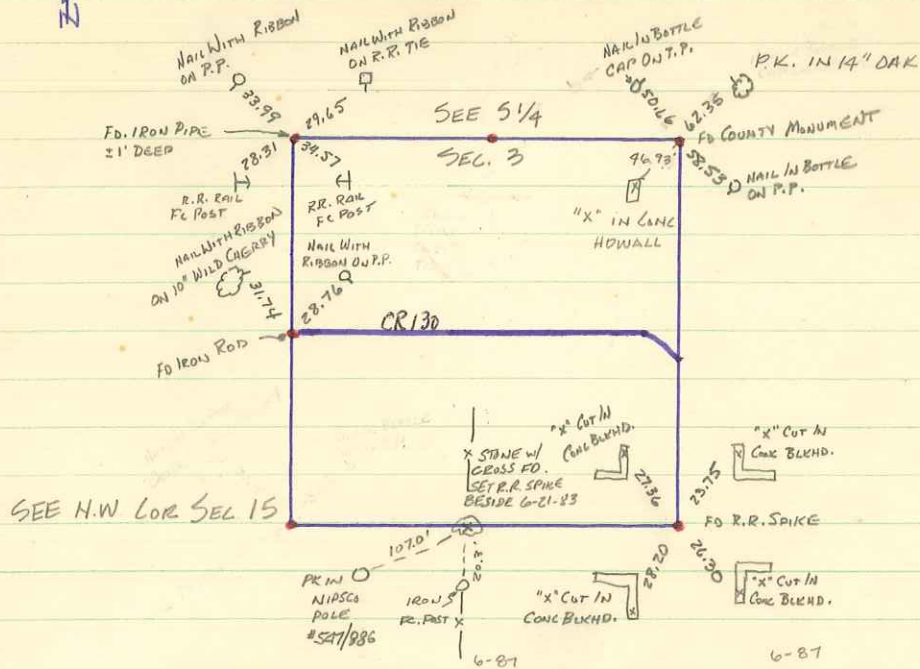 N
NAIL WITH RIBBON
ON P.P.
33.99
NAIL WITH RIBBON
ON R.R. TIE
29.65
FD. IRON PIPE
±1' DEEP
28.31
34.57
R.R. RAIL
FC POST
R.R. RAIL
FC POST
SEE S 1/4
SEC. 3
NAIL IN BOTTLE
CAP ON T.P.
50.66
P.K. IN 14" OAK
62.35
FD COUNTY MONUMENT
46.93'
58.53
NAIL IN BOTTLE
ON P.P.
"X" IN CONC
HDWALL
NAIL WITH RIBBON
ON 10" WILD CHERRY
31.74
NAIL WITH
RIBBON ON P.P.
28.76
FD IRON ROD
CR 130
X STONE W/
CROSS FD.
SET R.R. SPIKE
BESIDE 6-21-83
"X" CUT IN
CONC BLKHD.
27.36
"X" CUT IN
CONC BLKHD.
23.75
SEE N.W COR SEC 15
FD R.R. SPIKE
107.0'
20.3'
PK IN
NIPSCO
POLE
#547/886
IRON
FC. POST
28.20
"X" CUT IN
CONC BLKHD.
26.30
"X" CUT IN
CONC BLKHD.
6-87
6-87